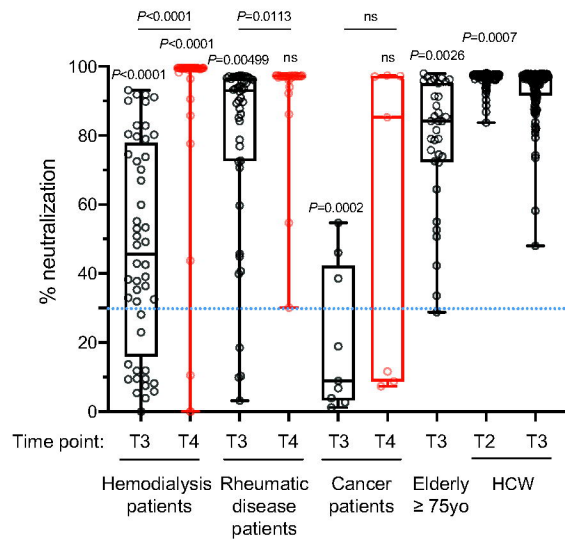 P<0.0001
P=0.0113
ns
P<0.0001
P=0.0007
P<0.0001
P=0.00499
ns
ns
P=0.0026
P=0.0002
% neutralization
100
80
60
40
20
0
Time point: T3 T4 T3 T4 T3 T4 T3 T2 T3
Hemodialysis patients
Rheumatic disease patients
Cancer patients
Elderly ≥ 75yo
HCW